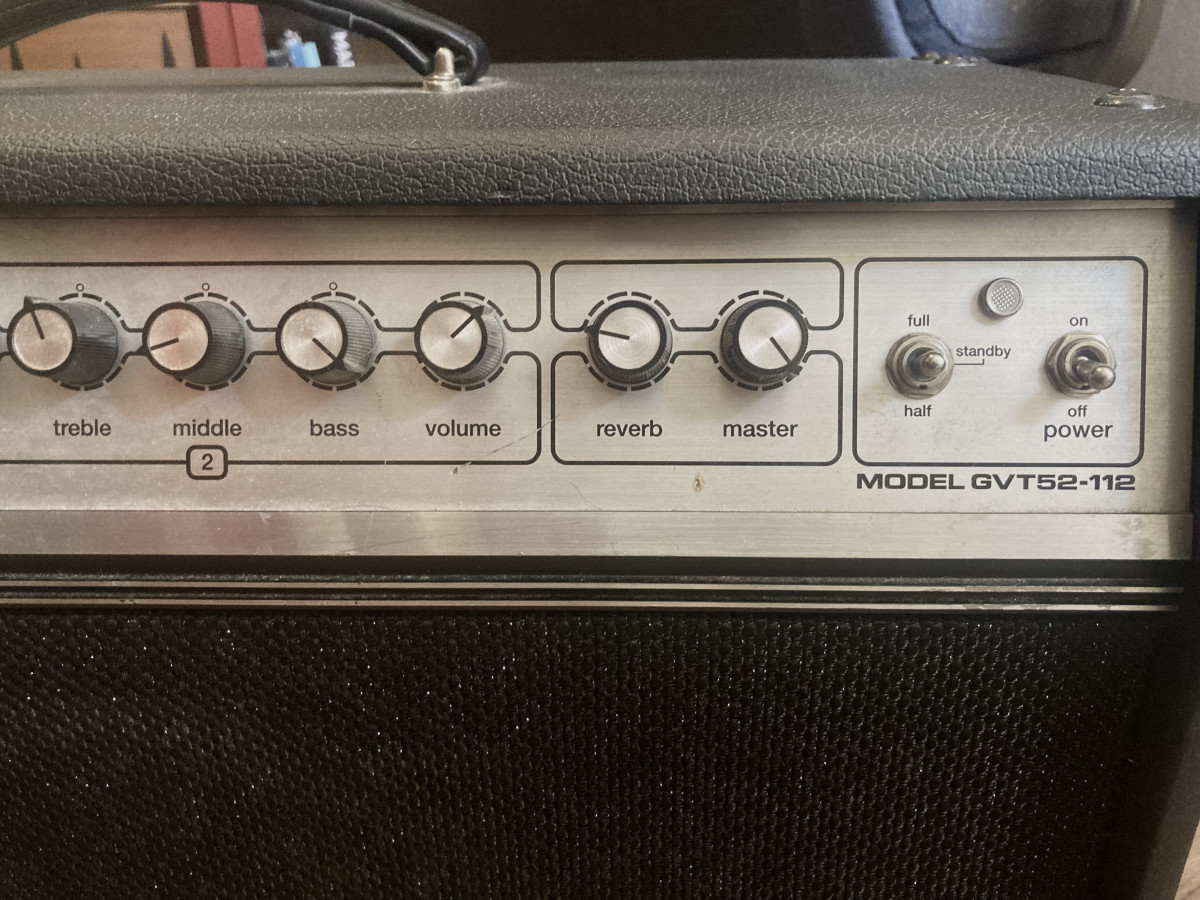 full
on
standby
half
off
treble
middle
bass
volume
reverb
master
power
2
MODEL GVT52-112